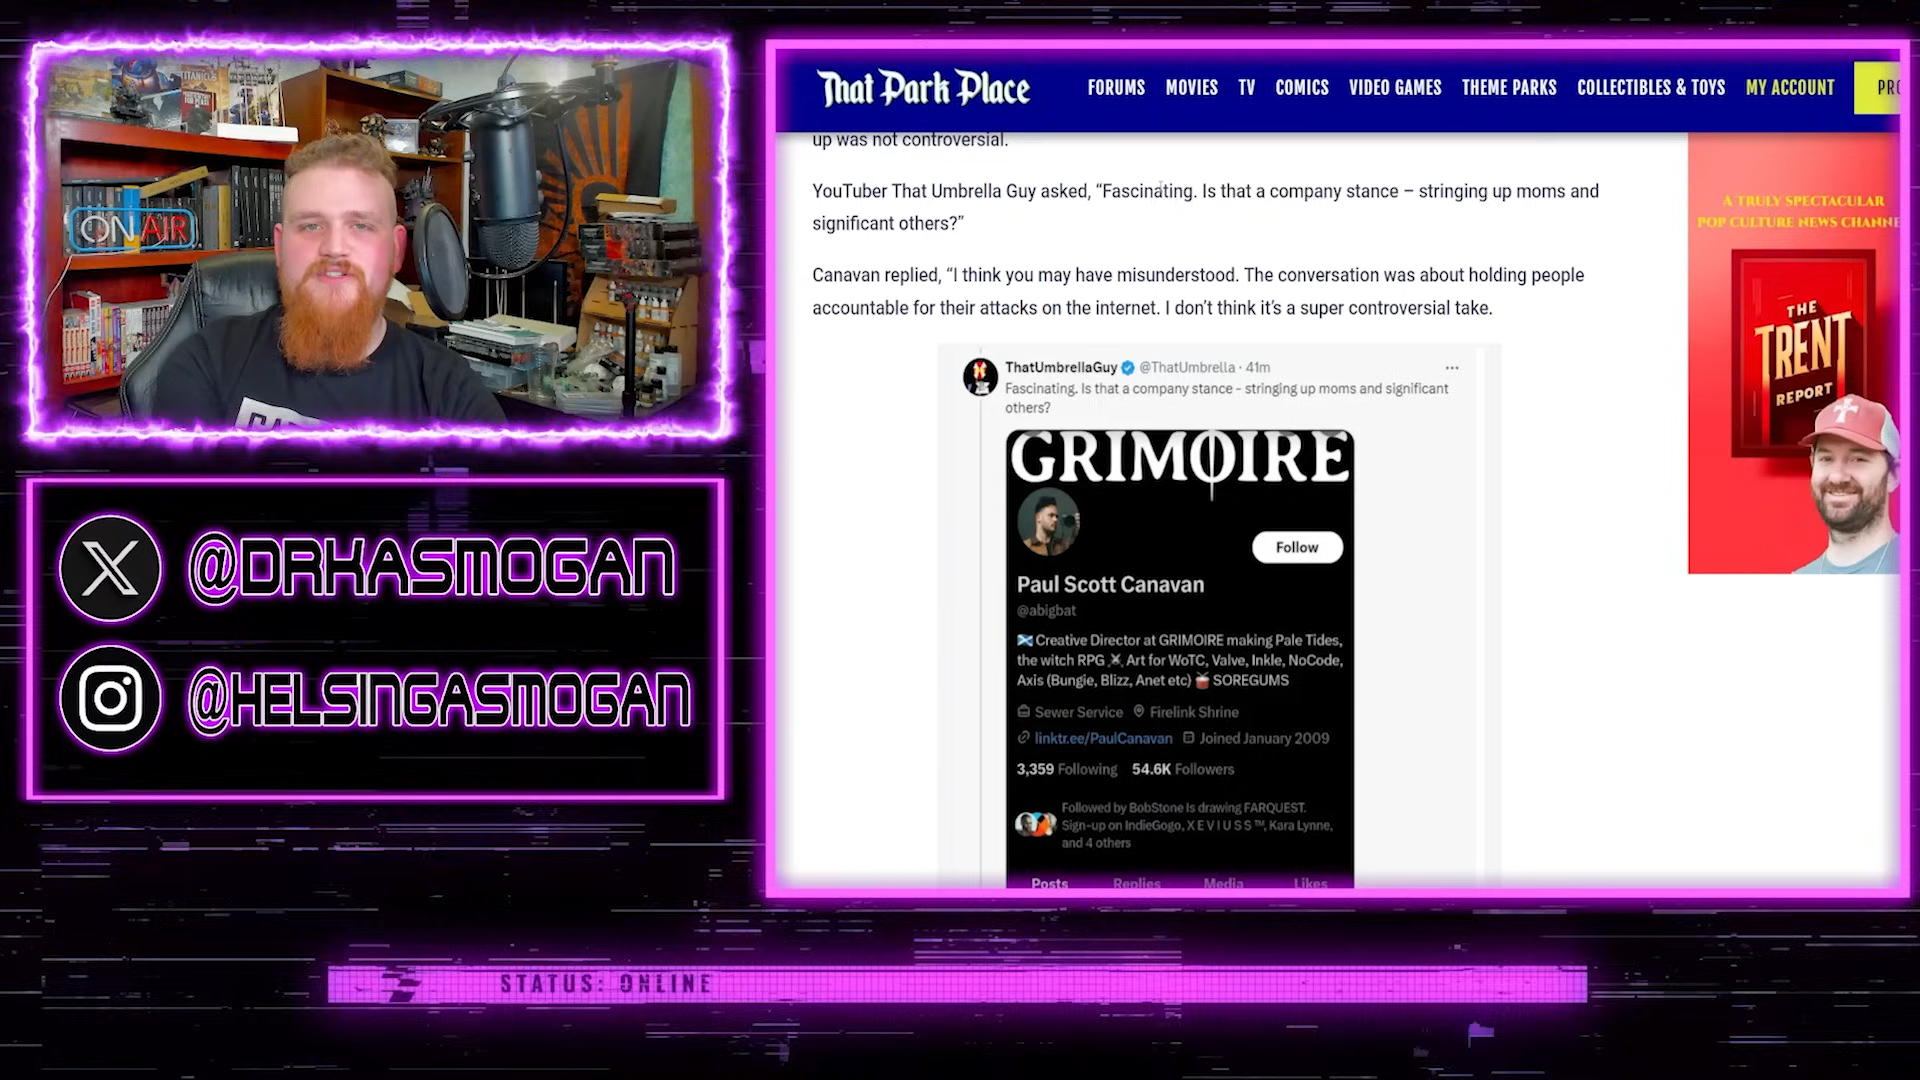 TITANICUS
ON AIR
@DRKASMOGAN
@HELSINGASMOGAN
STATUS: ONLINE
That Park Place
FORUMS MOVIES TV COMICS VIDEO GAMES THEME PARKS COLLECTIBLES & TOYS MY ACCOUNT
up was not controversial.
YouTuber That Umbrella Guy asked, “Fascinating. Is that a company stance – stringing up moms and
significant others?”
Canavan replied, “I think you may have misunderstood. The conversation was about holding people
accountable for their attacks on the internet. I don’t think it’s a super controversial take.
ThatUmbrellaGuy @ThatUmbrella · 41m
Fascinating. Is that a company stance - stringing up moms and significant
others?
GRIMOIRE
Follow
Paul Scott Canavan
@abigbat
Creative Director at GRIMOIRE making Pale Tides,
the witch RPG Art for WoTC, Valve, Inkle, NoCode,
Axis (Bungie, Blizz, Anet etc) SOREGUMS
Sewer Service Firelink Shrine
linktr.ee/PaulCanavan Joined January 2009
3,359 Following 54.6K Followers
Followed by BobStone Is drawing FARQUEST.
Sign-up on IndieGogo, X E V I U S S ™, Kara Lynne,
and 4 others
Posts Replies Media Likes
A TRULY SPECTACULAR
POP CULTURE NEWS CHANNE
THE
TRENT
REPORT